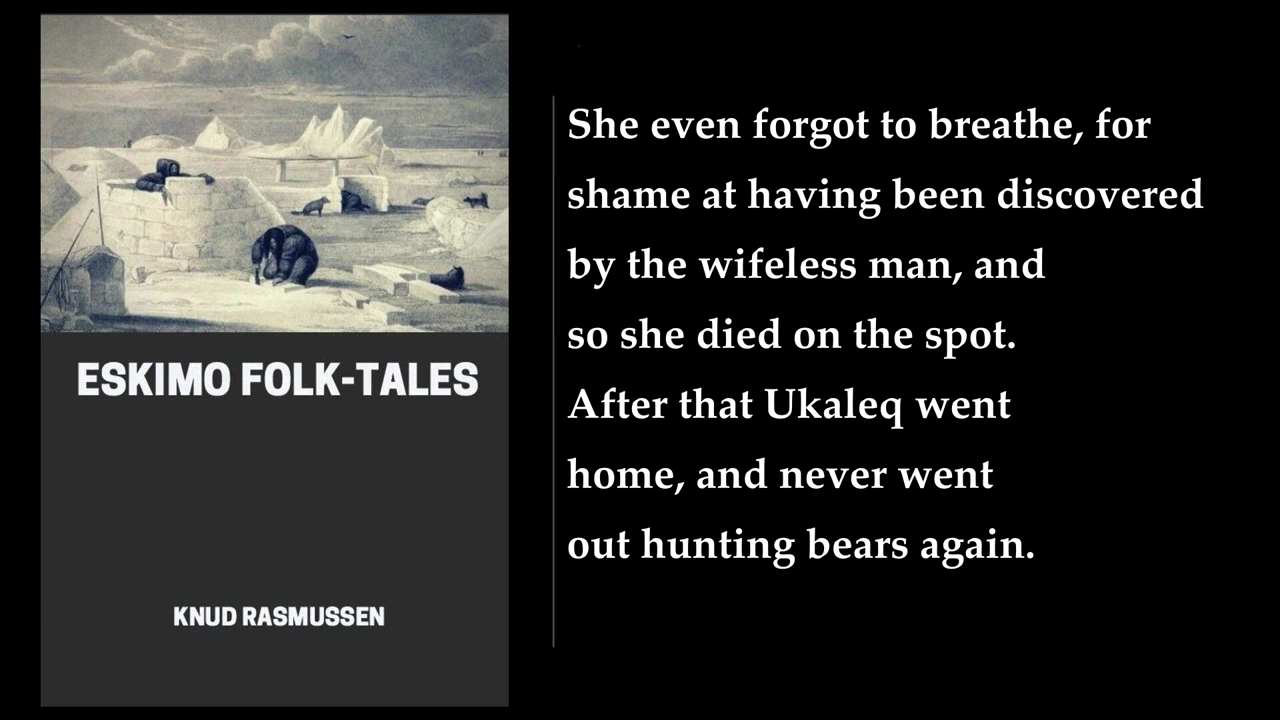 ESKIMO FOLK-TALES
KNUD RASMUSSEN
She even forgot to breathe, for
shame at having been discovered
by the wifeless man, and
so she died on the spot.
After that Ukaleq went
home, and never went
out hunting bears again.